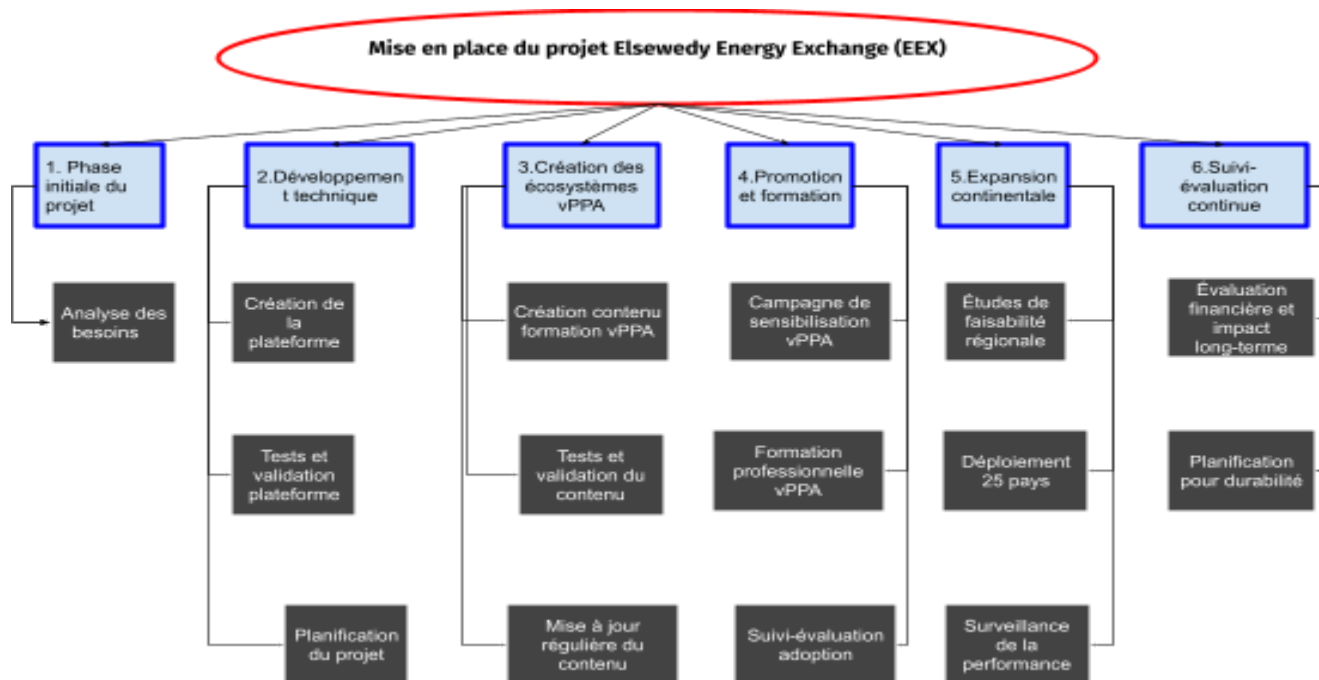 Mise en place du projet Elsewedy Energy Exchange (EEX)
1. Phase
initiale du
projet
2.Développemen
t technique
3.Création des
écosystèmes
vPPA
4.Promotion
et formation
5.Expansion
continentale
6.Suivi-
évaluation
continue
Analyse des
besoins
Création de
la
plateforme
Création contenu
formation vPPA
Campagne de
sensibilisation
vPPA
Études de
faisabilité
régionale
Évaluation
financière et
impact
long-terme
Tests et
validation
plateforme
Tests et
validation du
contenu
Formation
professionnelle
vPPA
Déploiement
25 pays
Planification
pour durabilité
Planification
du projet
Mise à jour
régulière du
contenu
Suivi-évaluation
adoption
Surveillance
de la
performance